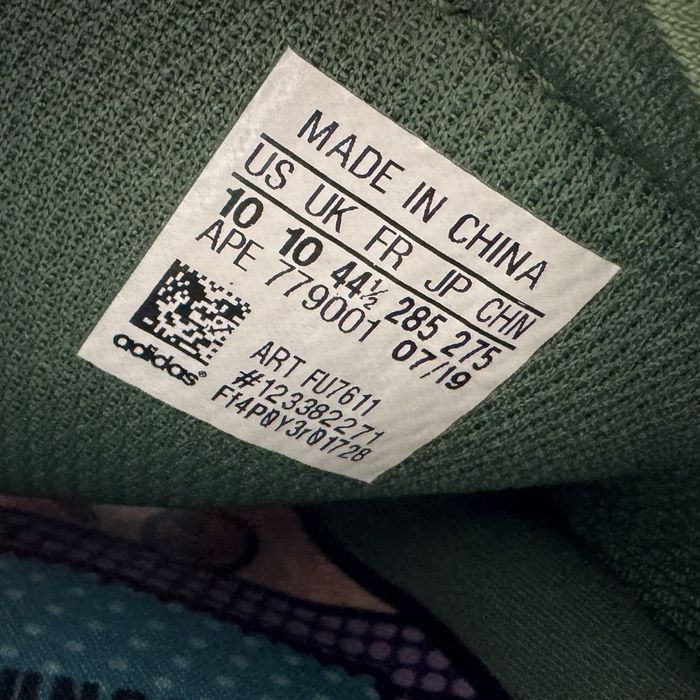 MADE IN CHINA
US UK FR JP CHN
10 10 44½ 285 275
APE 779001 07/19
adidas®
ART FU7611
#123382271
Ff4P0Y3r01728